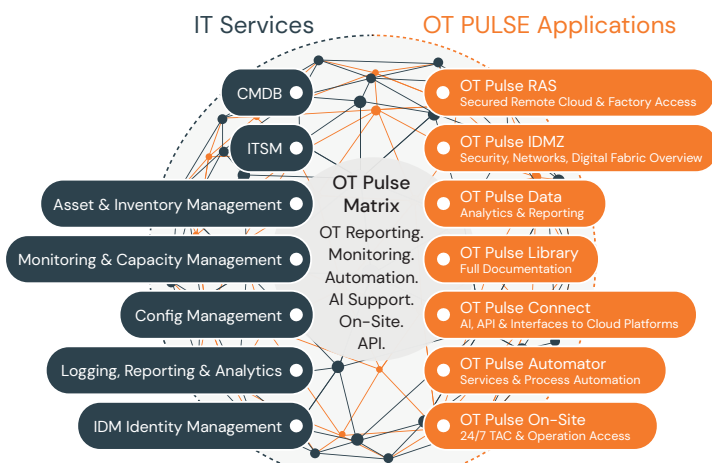 IT Services
OT PULSE Applications
CMDB
ITSM
Asset & Inventory Management
Monitoring & Capacity Management
Config Management
Logging, Reporting & Analytics
IDM Identity Management
OT Pulse
Matrix
OT Reporting.
Monitoring.
Automation.
AI Support.
On-Site.
API.
OT Pulse RAS
Secured Remote Cloud & Factory Access
OT Pulse IDMZ
Security, Networks, Digital Fabric Overview
OT Pulse Data
Analytics & Reporting
OT Pulse Library
Full Documentation
OT Pulse Connect
AI, API & Interfaces to Cloud Platforms
OT Pulse Automator
Services & Process Automation
OT Pulse On-Site
24/7 TAC & Operation Access